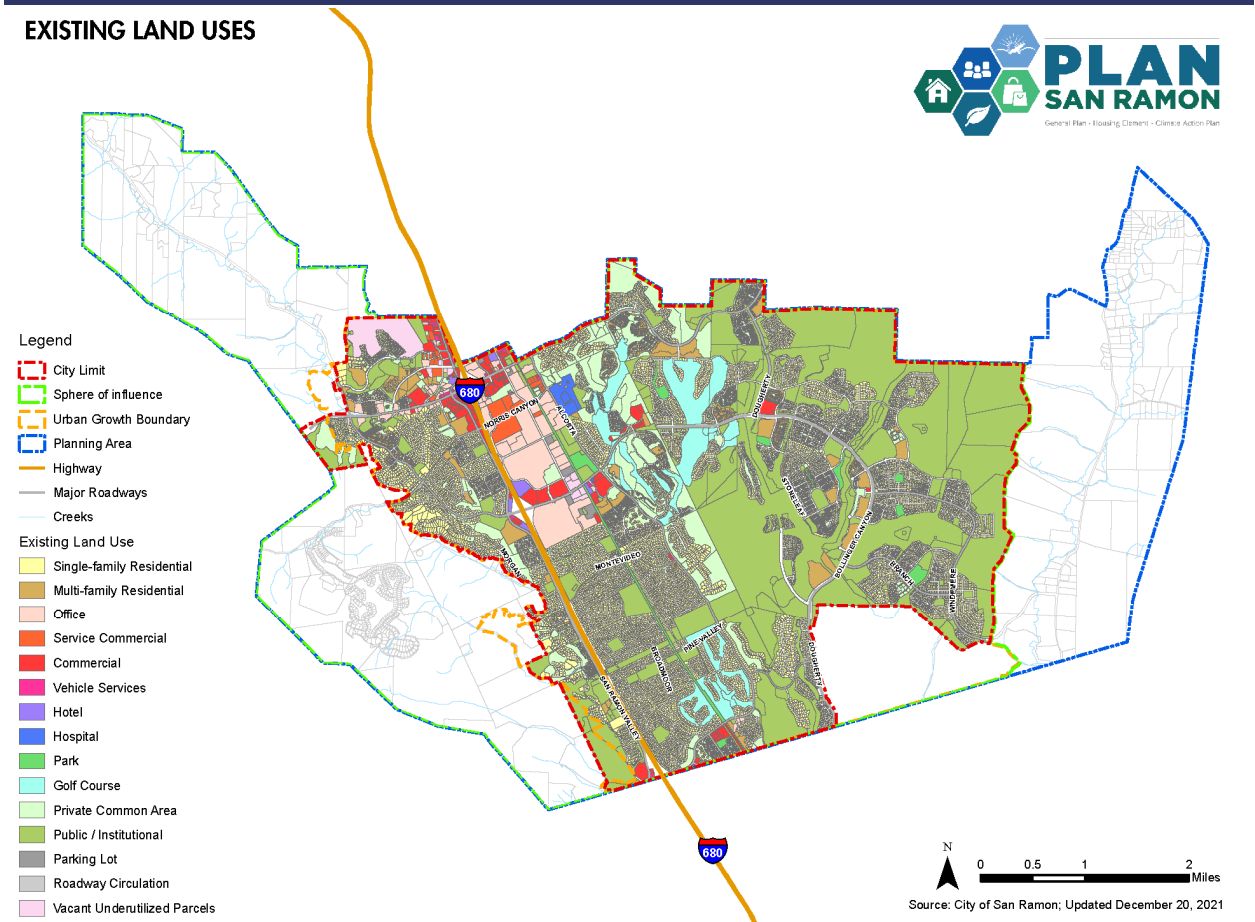 EXISTING LAND USES
PLAN
SAN RAMON
General Plan - Housing Element - Climate Action Plan
Legend
City Limit
Sphere of influence
Urban Growth Boundary
Planning Area
Highway
Major Roadways
Creeks
Existing Land Use
Single-family Residential
Multi-family Residential
Office
Service Commercial
Commercial
Vehicle Services
Hotel
Hospital
Park
Golf Course
Private Common Area
Public / Institutional
Parking Lot
Roadway Circulation
Vacant Underutilized Parcels
680
NORRIS CANYON
ALCOSTA
DOUGHERTY
STONELEAF
BOLLINGER CANYON
BRANCH
WINDEMERE
MORGAN
MONTEVIDEO
PINE VALLEY
BROADMOOR
SAN RAMON VALLEY
DOUGHERTY
680
N
0 0.5 1 2
Miles
Source: City of San Ramon; Updated December 20, 2021